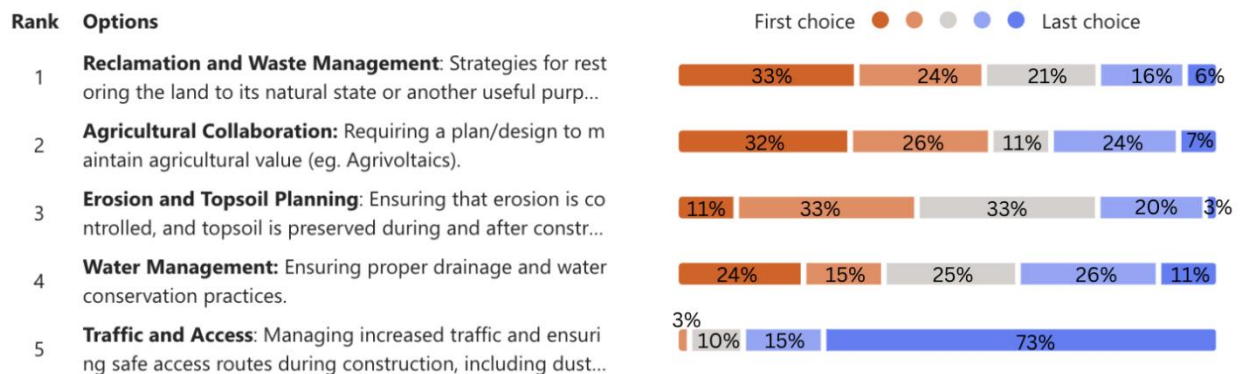 Rank Options First choice Last choice
1 Reclamation and Waste Management: Strategies for rest
oring the land to its natural state or another useful purp...
33% 24% 21% 16% 6%
2 Agricultural Collaboration: Requiring a plan/design to m
aintain agricultural value (eg. Agrivoltaics).
32% 26% 11% 24% 7%
3 Erosion and Topsoil Planning: Ensuring that erosion is co
ntrolled, and topsoil is preserved during and after constr...
11% 33% 33% 20% 3%
4 Water Management: Ensuring proper drainage and water
conservation practices.
24% 15% 25% 26% 11%
5 Traffic and Access: Managing increased traffic and ensuri
ng safe access routes during construction, including dust...
3% 10% 15% 73%